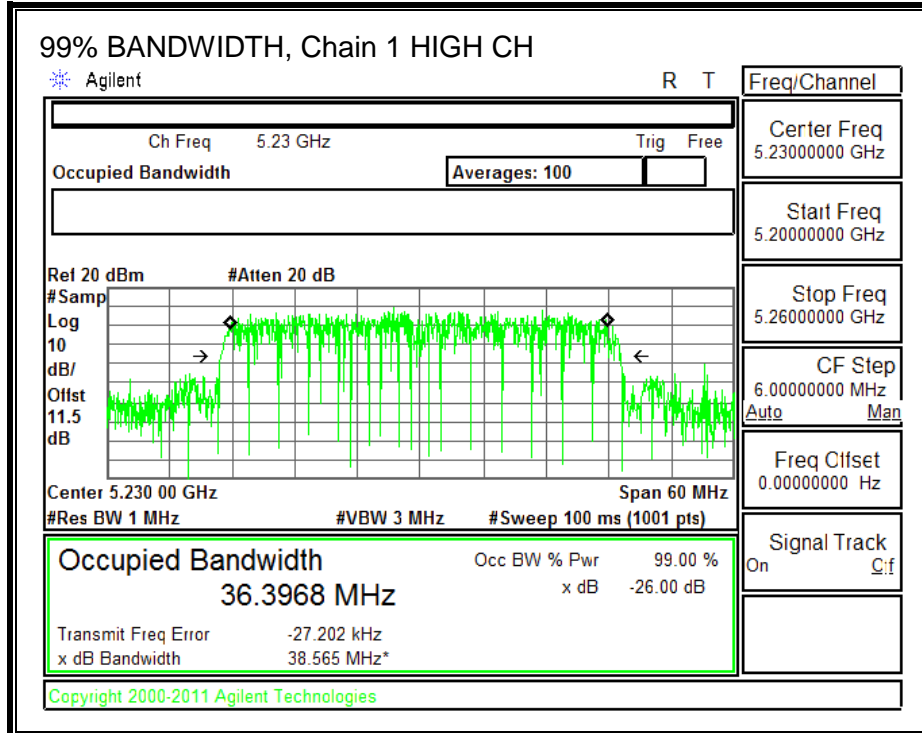 99% BANDWIDTH, Chain 1 HIGH CH
Agilent R T
Freq/Channel
Ch Freq 5.23 GHz Trig Free
Occupied Bandwidth Averages: 100
Center Freq
5.23000000 GHz
Start Freq
5.20000000 GHz
Stop Freq
5.26000000 GHz
CF Step
6.00000000 MHz
Auto Man
Freq Offset
0.00000000 Hz
Signal Track
On Off
Ref 20 dBm #Atten 20 dB
#Samp
Log
10
dB/
Offst
11.5
dB
Center 5.230 00 GHz Span 60 MHz
#Res BW 1 MHz #VBW 3 MHz #Sweep 100 ms (1001 pts)
Occupied Bandwidth
36.3968 MHz
Occ BW % Pwr 99.00 %
x dB -26.00 dB
Transmit Freq Error -27.202 kHz
x dB Bandwidth 38.565 MHz*
Copyright 2000-2011 Agilent Technologies